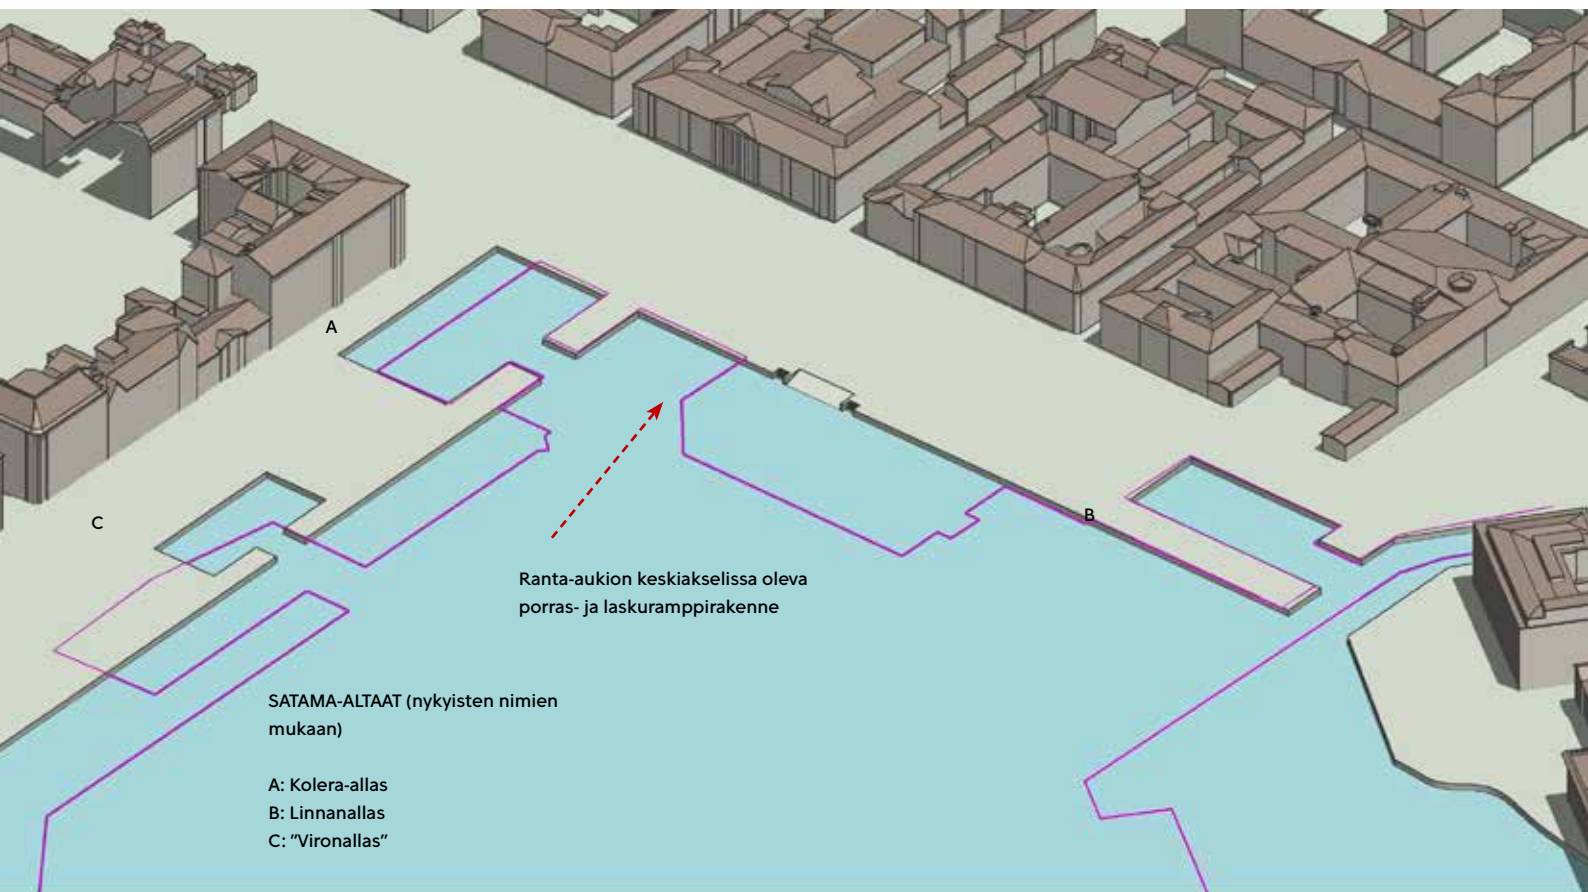 A
B
C
Ranta-aukion keskiakselissa oleva
porras- ja laskuramppirakenne
SATAMA-ALTAAT (nykyisten nimien
mukaan)
A: Kolera-allas
B: Linnanallas
C: ”Vironallas”